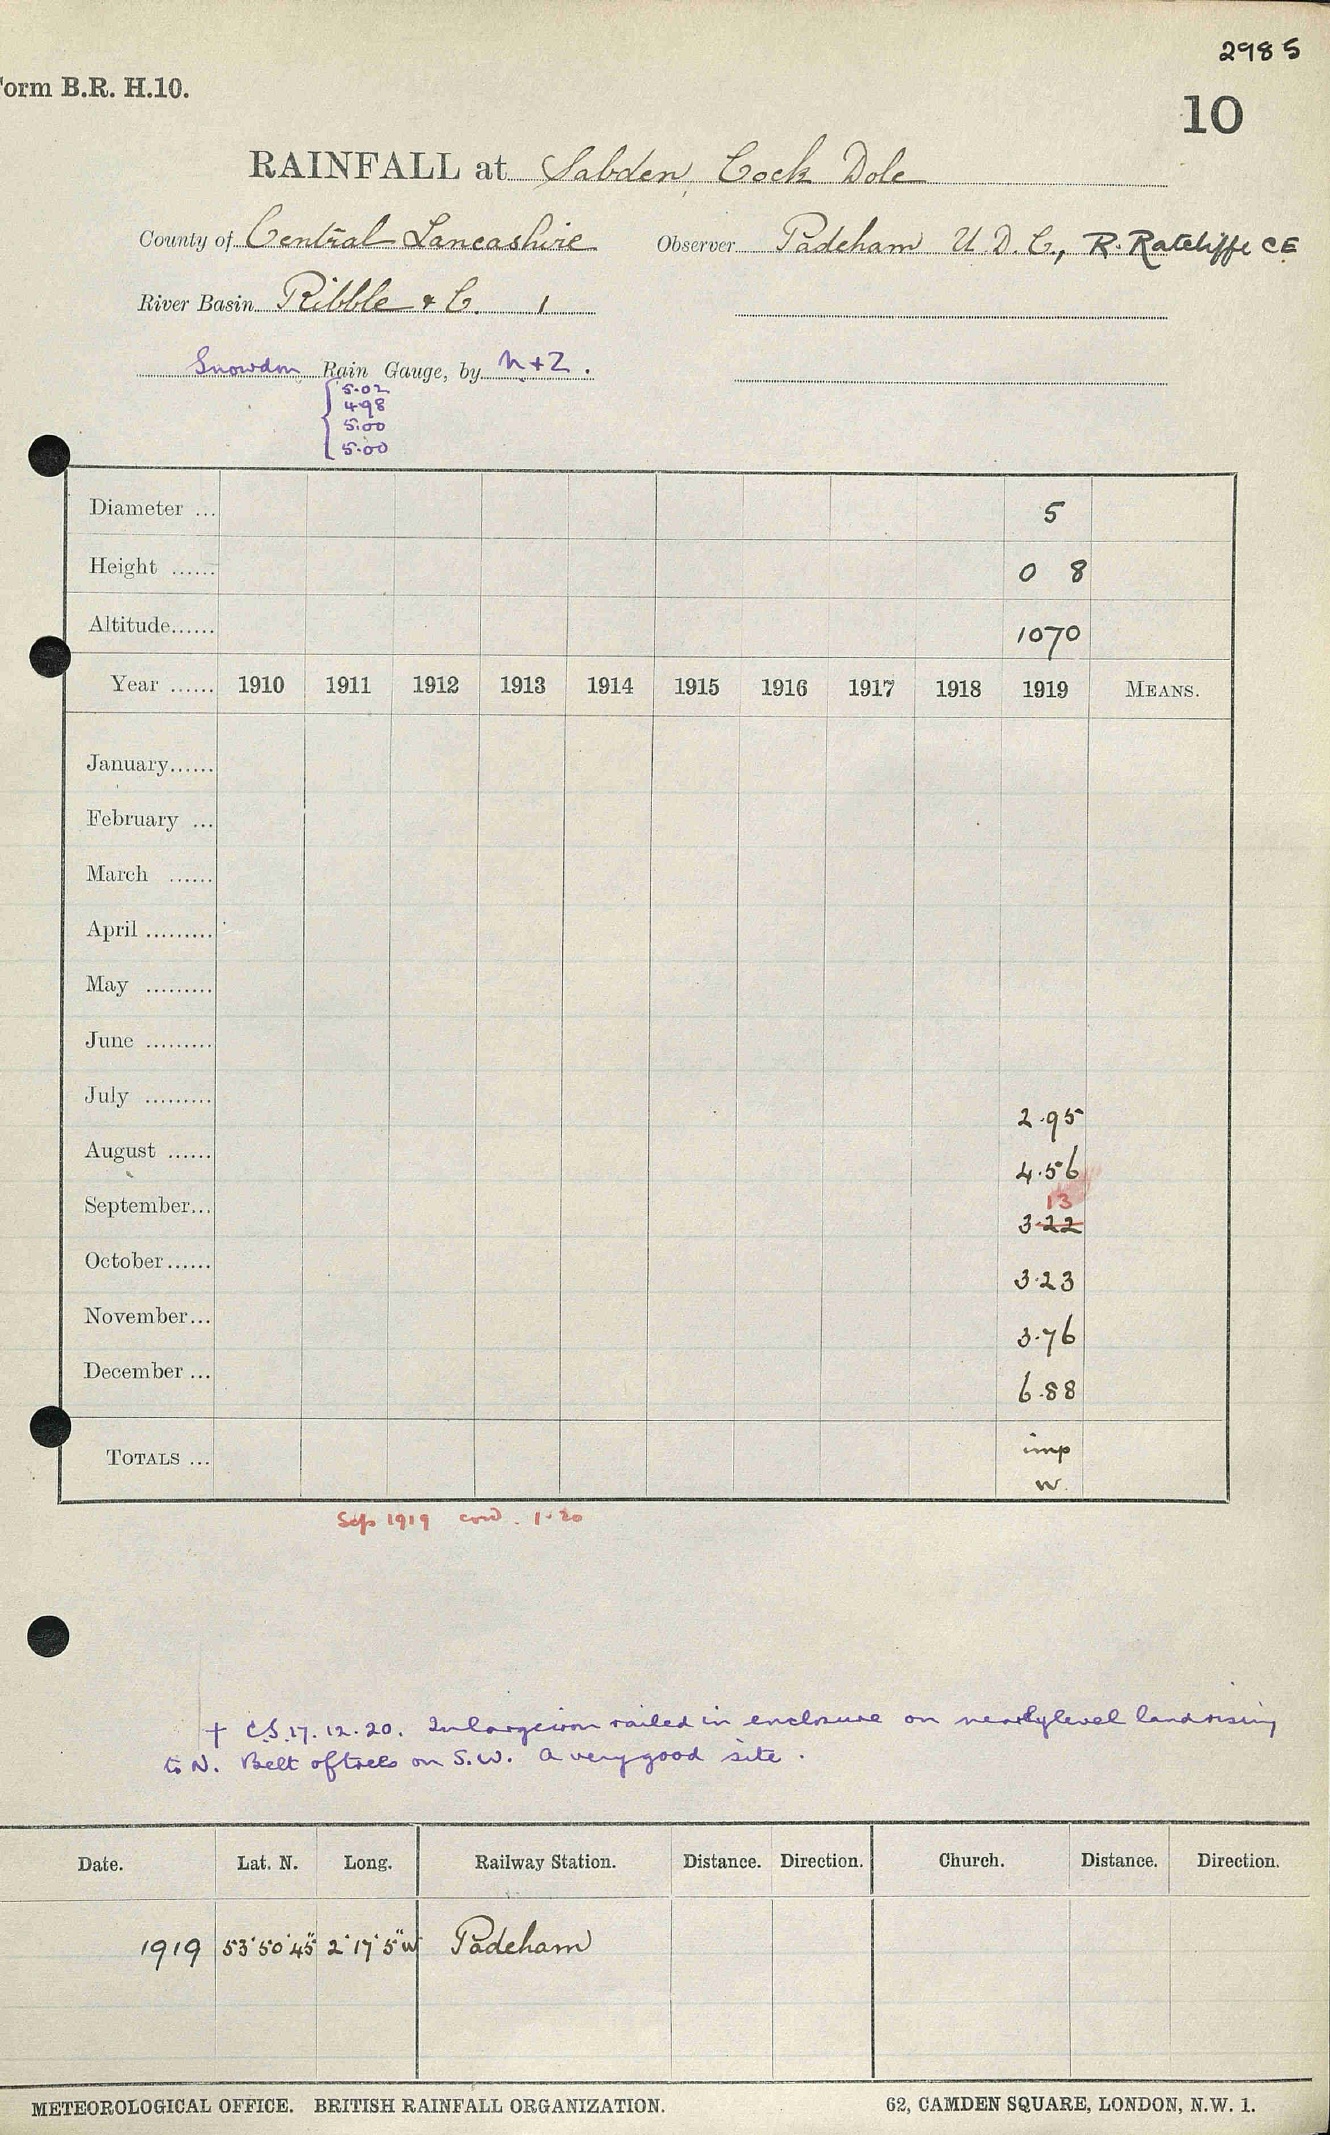 2985
Form B.R. H.10.
10
RAINFALL at Sabden, Cock Dole
County of Central Lancashire Observer Padeham U.D.C., R. Ratcliffe CE
River Basin Ribble & C. 1
Snowdon Rain Gauge, by N+Z.
5.02
4.98
5.00
5.00
Diameter ... 5
Height ...... 0 8
Altitude...... 1070
Year ...... 1910 1911 1912 1913 1914 1915 1916 1917 1918 1919 MEANS.
January......
February ...
March ......
April .........
May .........
June .........
July ......... 2.95
August ...... 4.56
13
September... 3.22
October...... 3.23
November... 3.76
December ... 6.88
TOTALS ... imp
w.
Sep 1919 cord. 1.20
+ C.S. 17.12.20. In large iron railed in enclosure on nearly level land rising
to N. Belt of trees on S.W. A very good site.
Date. Lat. N. Long. Railway Station. Distance. Direction. Church. Distance. Direction.
1919 53°50'45" 2°17'5"W Padeham
METEOROLOGICAL OFFICE. BRITISH RAINFALL ORGANIZATION. 62, CAMDEN SQUARE, LONDON, N.W. 1.